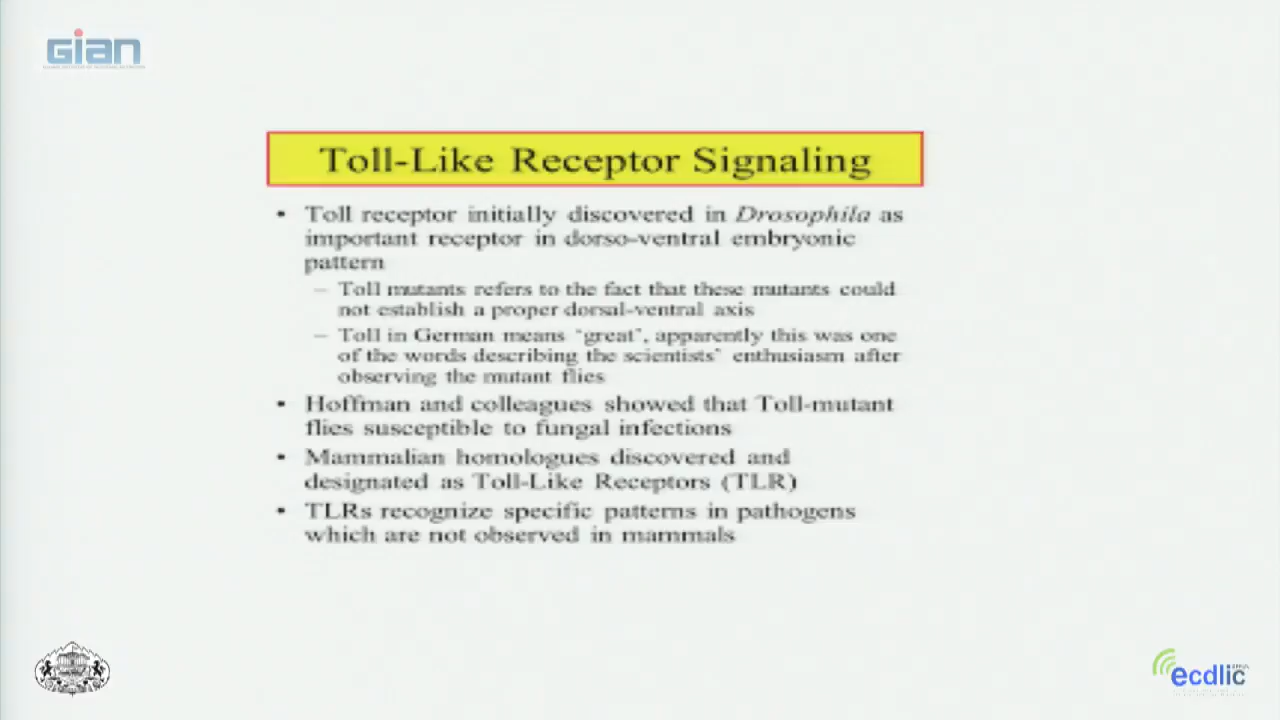 Gian
Toll-Like Receptor Signaling
• Toll receptor initially discovered in Drosophila as
important receptor in dorso-ventral embryonic
pattern
– Toll mutants refers to the fact that these mutants could
not establish a proper dorsal-ventral axis
– Toll in German means ‘great’, apparently this was one
of the words describing the scientists’ enthusiasm after
observing the mutant flies
• Hoffman and colleagues showed that Toll-mutant
flies susceptible to fungal infections
• Mammalian homologues discovered and
designated as Toll-Like Receptors (TLR)
• TLRs recognize specific patterns in pathogens
which are not observed in mammals
ecdlic